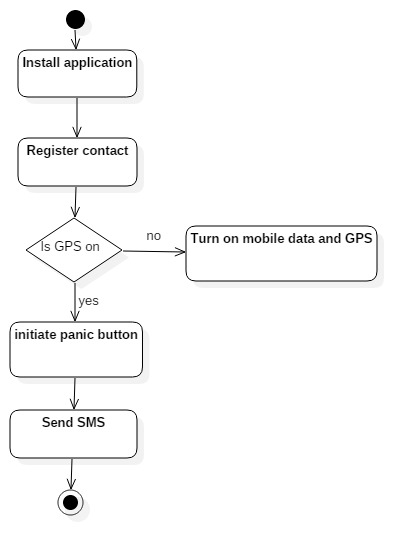 Install application
Register contact
Is GPS on
no
Turn on mobile data and GPS
yes
initiate panic button
Send SMS